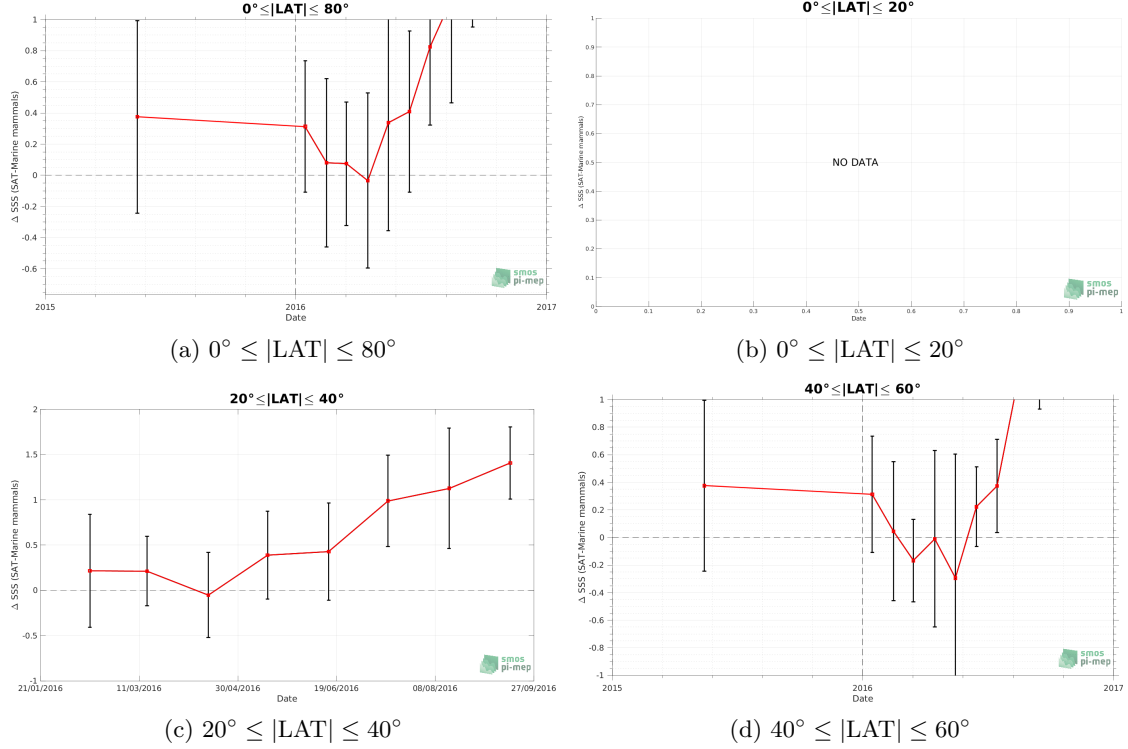 0°≤|LAT|≤ 80°
Δ SSS (SAT-Marine mammals)
1
0.8
0.6
0.4
0.2
0
-0.2
-0.4
-0.6
2015
2016
2017
Date
smos
pi-mep
(a) 0° ≤ |LAT| ≤ 80°
0°≤|LAT|≤ 20°
Δ SSS (SAT-Marine mammals)
1
0.9
0.8
0.7
0.6
0.5
0.4
0.3
0.2
0.1
0
NO DATA
0 0.1 0.2 0.3 0.4 0.5 0.6 0.7 0.8 0.9 1
Date
smos
pi-mep
(b) 0° ≤ |LAT| ≤ 20°
20°≤|LAT|≤ 40°
Δ SSS (SAT-Marine mammals)
2
1.5
1
0.5
0
-0.5
-1
21/01/2016 11/03/2016 30/04/2016 19/06/2016 08/08/2016 27/09/2016
Date
smos
pi-mep
(c) 20° ≤ |LAT| ≤ 40°
40°≤|LAT|≤ 60°
Δ SSS (SAT-Marine mammals)
1
0.8
0.6
0.4
0.2
0
-0.2
-0.4
-0.6
-0.8
-1
2015 2016 2017
Date
smos
pi-mep
(d) 40° ≤ |LAT| ≤ 60°